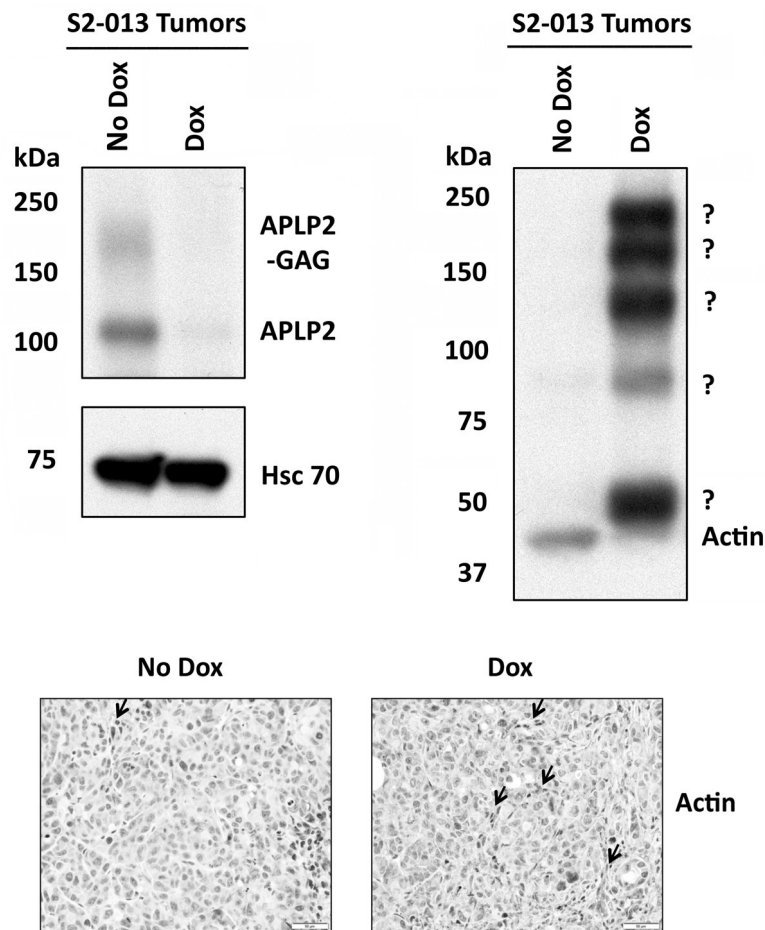 S2-013 Tumors
No Dox
Dox
kDa
250
150
100
APLP2
-GAG
APLP2
75
Hsc 70
S2-013 Tumors
No Dox
Dox
kDa
250
150
100
75
50
37
?
?
?
?
?
Actin
No Dox
Dox
Actin